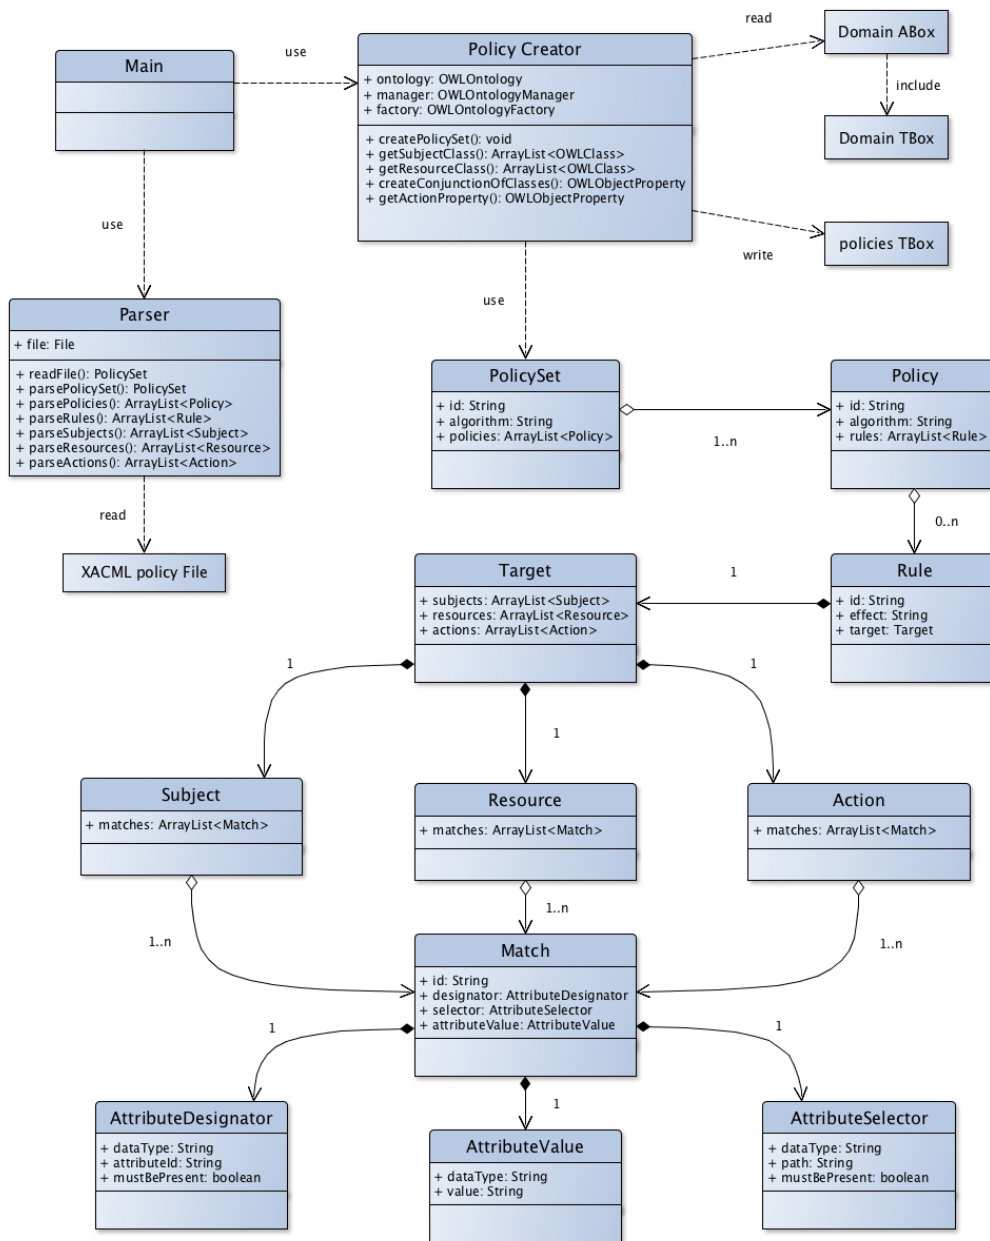 read
Domain ABox
Main
use
Policy Creator
+ ontology: OWLOntology
+ manager: OWLOntologyManager
+ factory: OWLOntologyFactory
include
+ createPolicySet(): void
+ getSubjectClass(): ArrayList<OWLClass>
+ getResourceClass(): ArrayList<OWLClass>
+ createConjunctionOfClasses(): OWLObjectProperty
+ getActionProperty(): OWLObjectProperty
Domain TBox
use
write
policies TBox
Parser
+ file: File
+ readFile(): PolicySet
+ parsePolicySet(): PolicySet
+ parsePolicies(): ArrayList<Policy>
+ parseRules(): ArrayList<Rule>
+ parseSubjects(): ArrayList<Subject>
+ parseResources(): ArrayList<Resource>
+ parseActions(): ArrayList<Action>
use
PolicySet
+ id: String
+ algorithm: String
+ policies: ArrayList<Policy>
1..n
Policy
+ id: String
+ algorithm: String
+ rules: ArrayList<Rule>
read
0..n
XACML policy File
Target
+ subjects: ArrayList<Subject>
+ resources: ArrayList<Resource>
+ actions: ArrayList<Action>
1
Rule
+ id: String
+ effect: String
+ target: Target
1
1
1
Subject
+ matches: ArrayList<Match>
Resource
+ matches: ArrayList<Match>
Action
+ matches: ArrayList<Match>
1..n
1..n
1..n
Match
+ id: String
+ designator: AttributeDesignator
+ selector: AttributeSelector
+ attributeValue: AttributeValue
1
1
1
AttributeDesignator
+ dataType: String
+ attributeId: String
+ mustBePresent: boolean
AttributeValue
+ dataType: String
+ value: String
AttributeSelector
+ dataType: String
+ path: String
+ mustBePresent: boolean